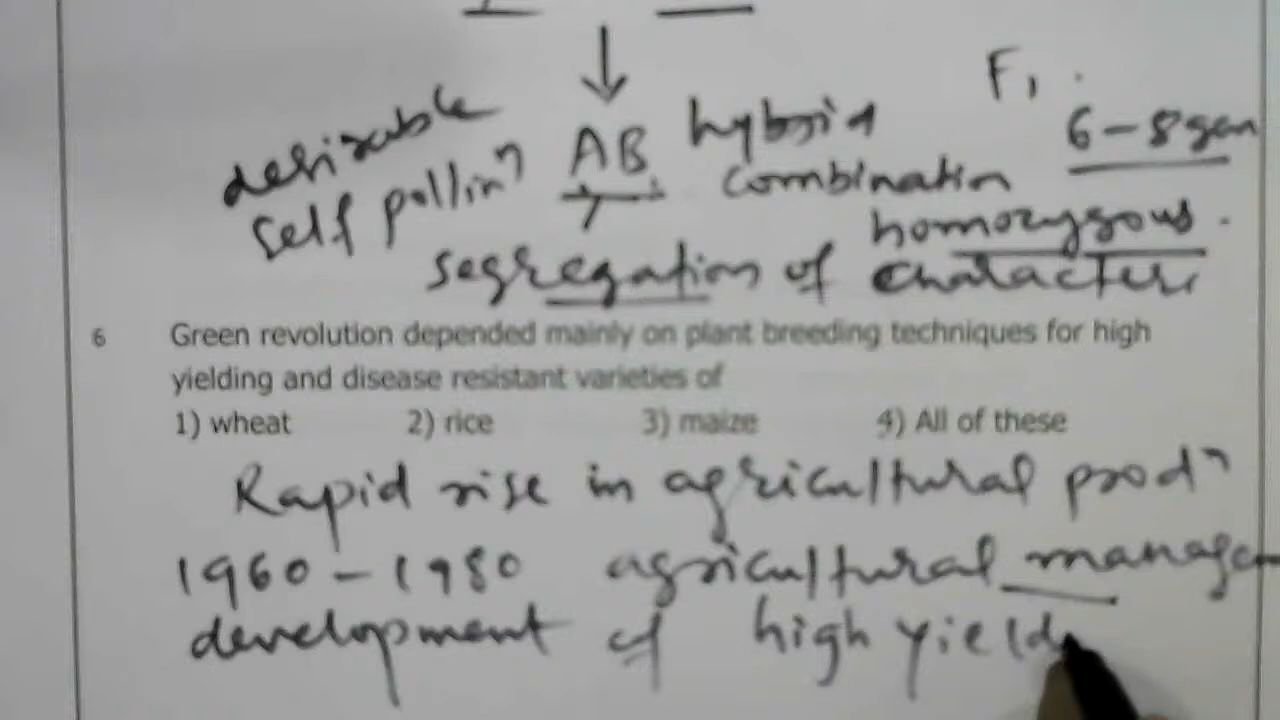 F1.
desirable AB hybrid 6-8 gen
self pollinⁿ combination
homozygous.
segregation of characters
6 Green revolution depended mainly on plant breeding techniques for high
yielding and disease resistant varieties of
1) wheat 2) rice 3) maize 4) All of these
Rapid rise in agricultural prodⁿ
1960-1980 agricultural manage
development of high yield